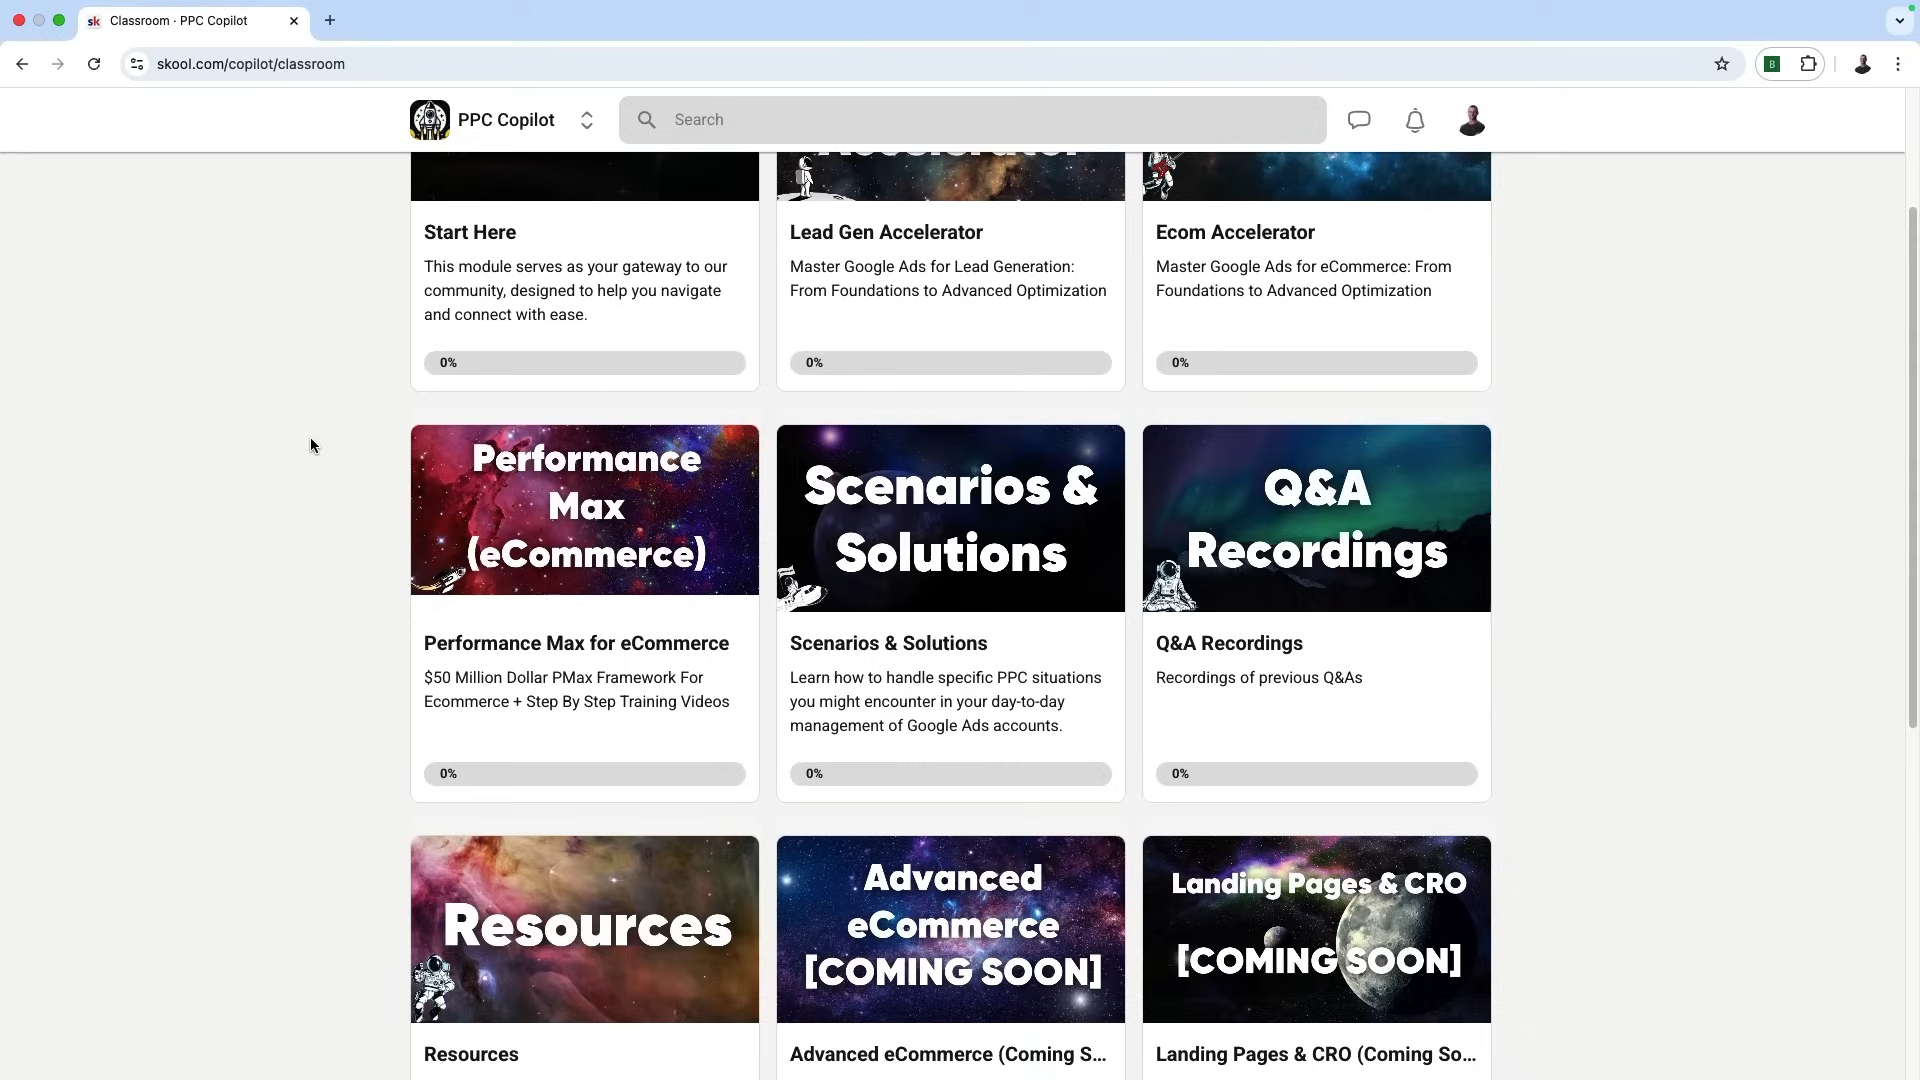 sk Classroom · PPC Copilot
skool.com/copilot/classroom
B
PPC Copilot
Search
Start Here
This module serves as your gateway to our
community, designed to help you navigate
and connect with ease.
0%
Accelerator
Lead Gen Accelerator
Master Google Ads for Lead Generation:
From Foundations to Advanced Optimization
0%
Ecom Accelerator
Master Google Ads for eCommerce: From
Foundations to Advanced Optimization
0%
Performance
Max
(eCommerce)
Performance Max for eCommerce
$50 Million Dollar PMax Framework For
Ecommerce + Step By Step Training Videos
0%
Scenarios &
Solutions
Scenarios & Solutions
Learn how to handle specific PPC situations
you might encounter in your day-to-day
management of Google Ads accounts.
0%
Q&A
Recordings
Q&A Recordings
Recordings of previous Q&As
0%
Resources
Resources
Advanced
eCommerce
[COMING SOON]
Advanced eCommerce (Coming S...
Landing Pages & CRO
[COMING SOON]
Landing Pages & CRO (Coming So...